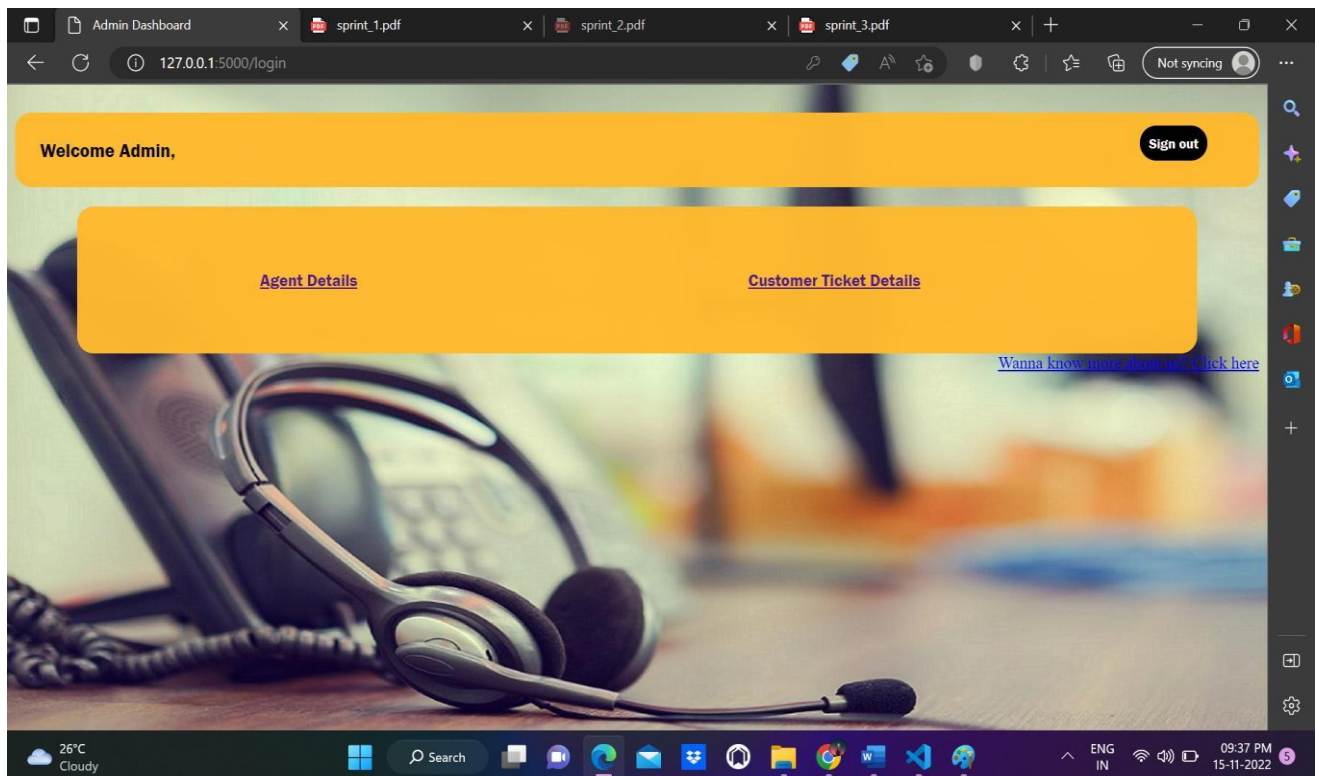 Admin Dashboard
sprint_1.pdf
sprint_2.pdf
sprint_3.pdf
127.0.0.1:5000/login
Not syncing
Welcome Admin,
Sign out
Agent Details
Customer Ticket Details
Wanna know more about us? Click here
26°C
Cloudy
Search
ENG
IN
09:37 PM
15-11-2022
5